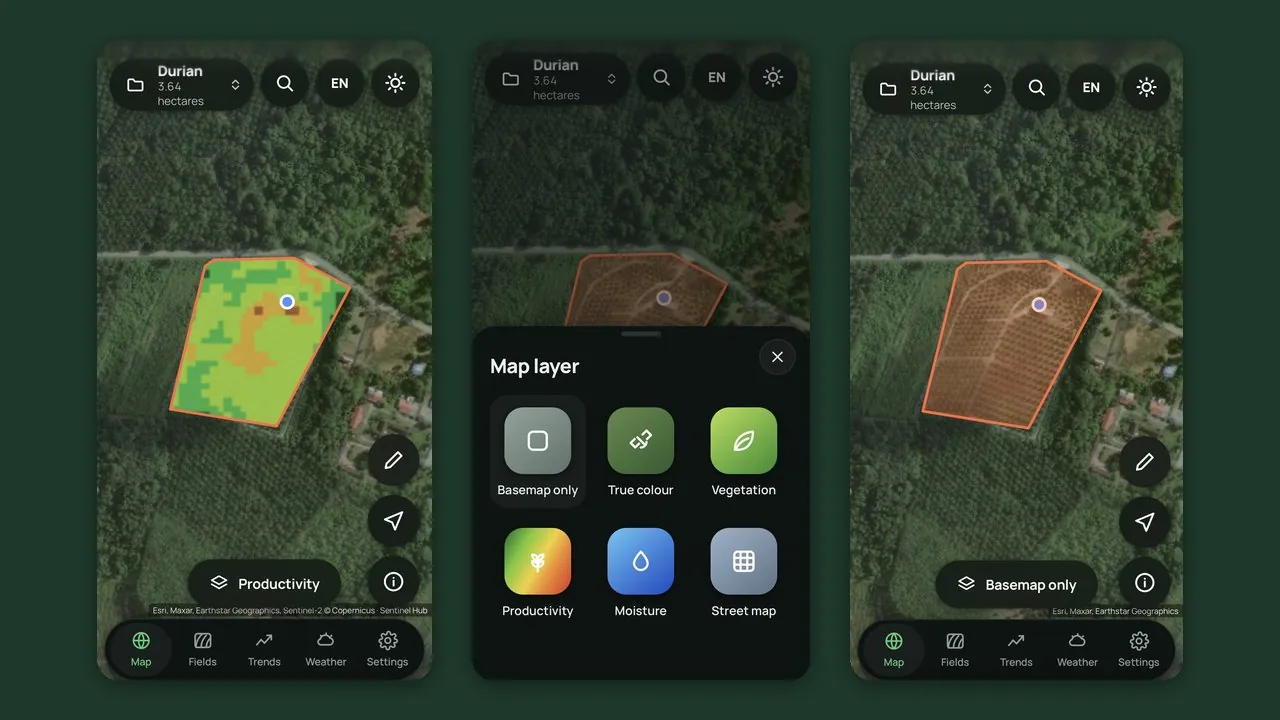 Durian
3.64
hectares
EN
Productivity
Esri, Maxar, Earthstar Geographics, Sentinel-2 © Copernicus · Sentinel Hub
Map
Fields
Trends
Weather
Settings
Durian
3.64
hectares
EN
Map layer
Basemap only
True colour
Vegetation
Productivity
Moisture
Street map
Durian
3.64
hectares
EN
Basemap only
Esri, Maxar, Earthstar Geographics
Map
Fields
Trends
Weather
Settings